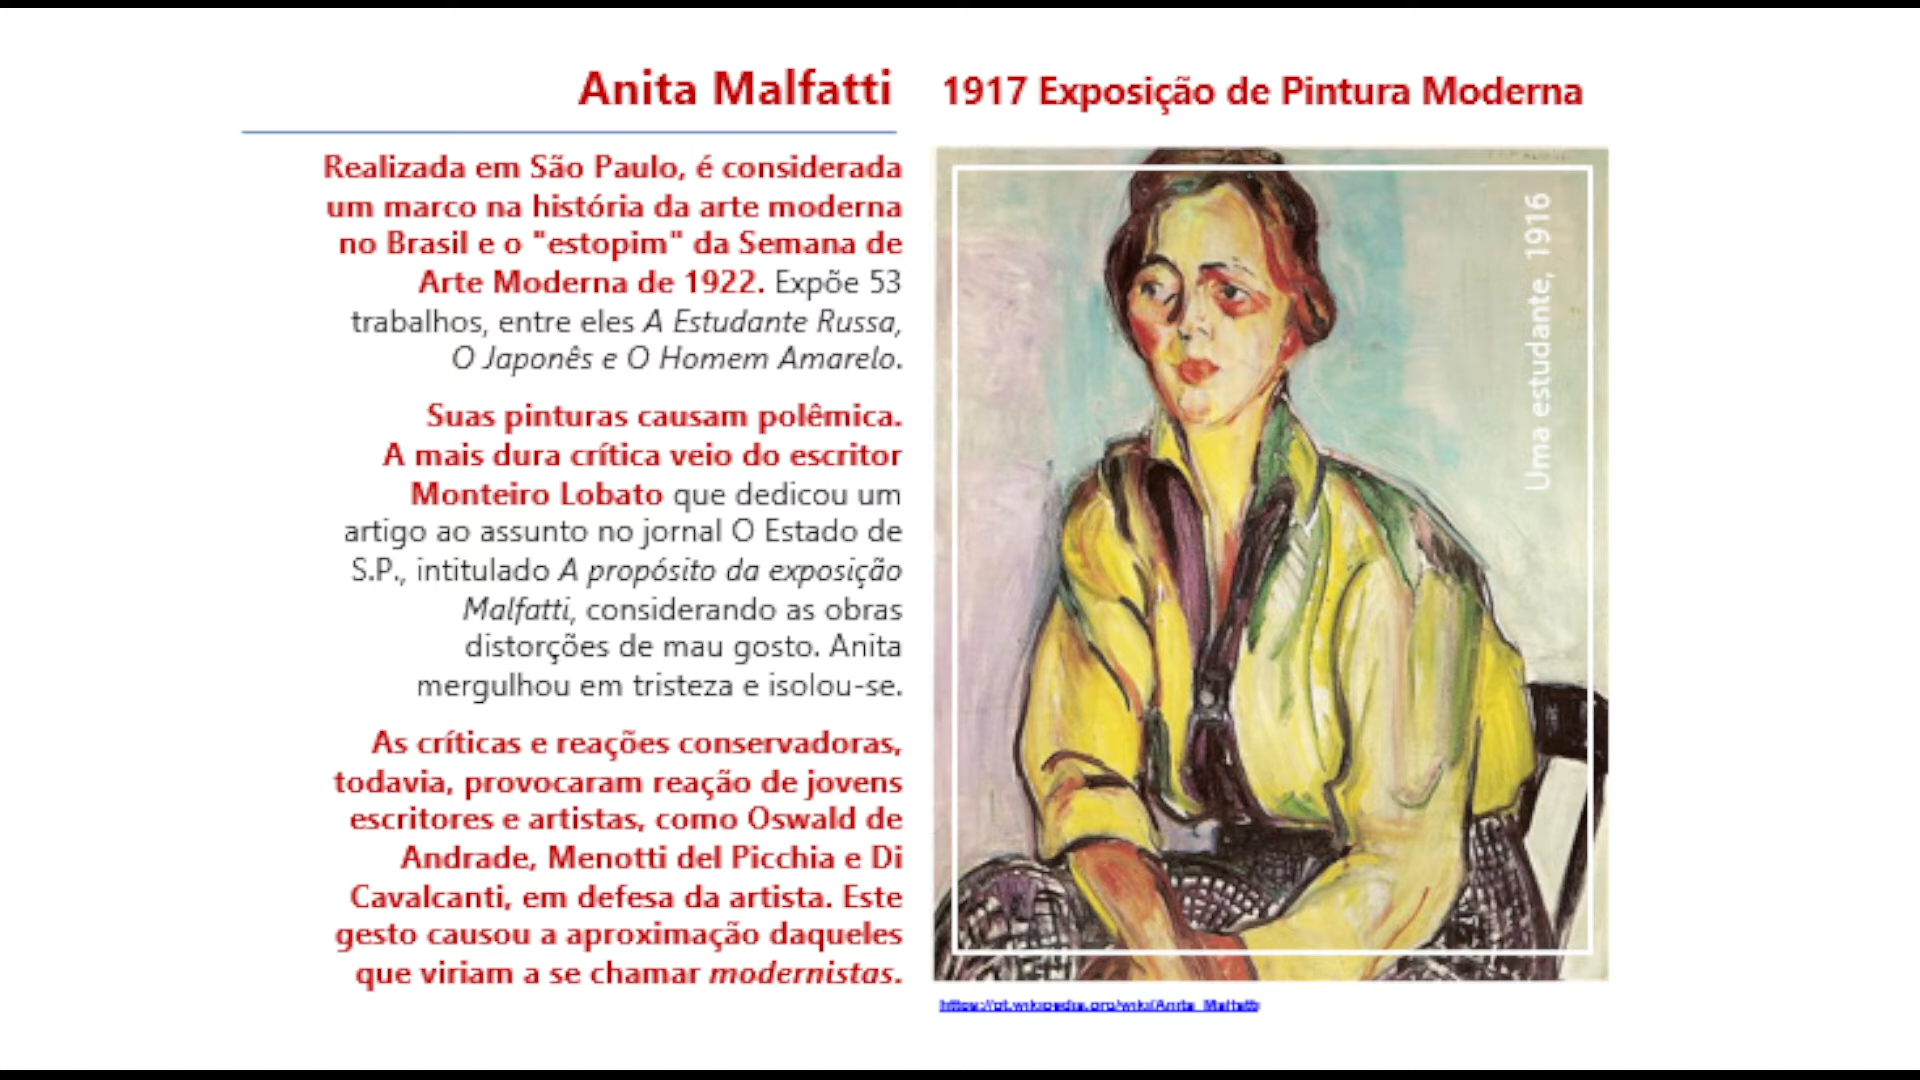 Anita Malfatti
1917 Exposição de Pintura Moderna
Realizada em São Paulo, é considerada
um marco na história da arte moderna
no Brasil e o "estopim" da Semana de
Arte Moderna de 1922. Expõe 53
trabalhos, entre eles A Estudante Russa,
O Japonês e O Homem Amarelo.
Suas pinturas causam polêmica.
A mais dura crítica veio do escritor
Monteiro Lobato que dedicou um
artigo ao assunto no jornal O Estado de
S.P., intitulado A propósito da exposição
Malfatti, considerando as obras
distorções de mau gosto. Anita
mergulhou em tristeza e isolou-se.
As críticas e reações conservadoras,
todavia, provocaram reação de jovens
escritores e artistas, como Oswald de
Andrade, Menotti del Picchia e Di
Cavalcanti, em defesa da artista. Este
gesto causou a aproximação daqueles
que viriam a se chamar modernistas.
Uma estudante, 1916
https://pt.wikipedia.org/wiki/Anita_Malfatti